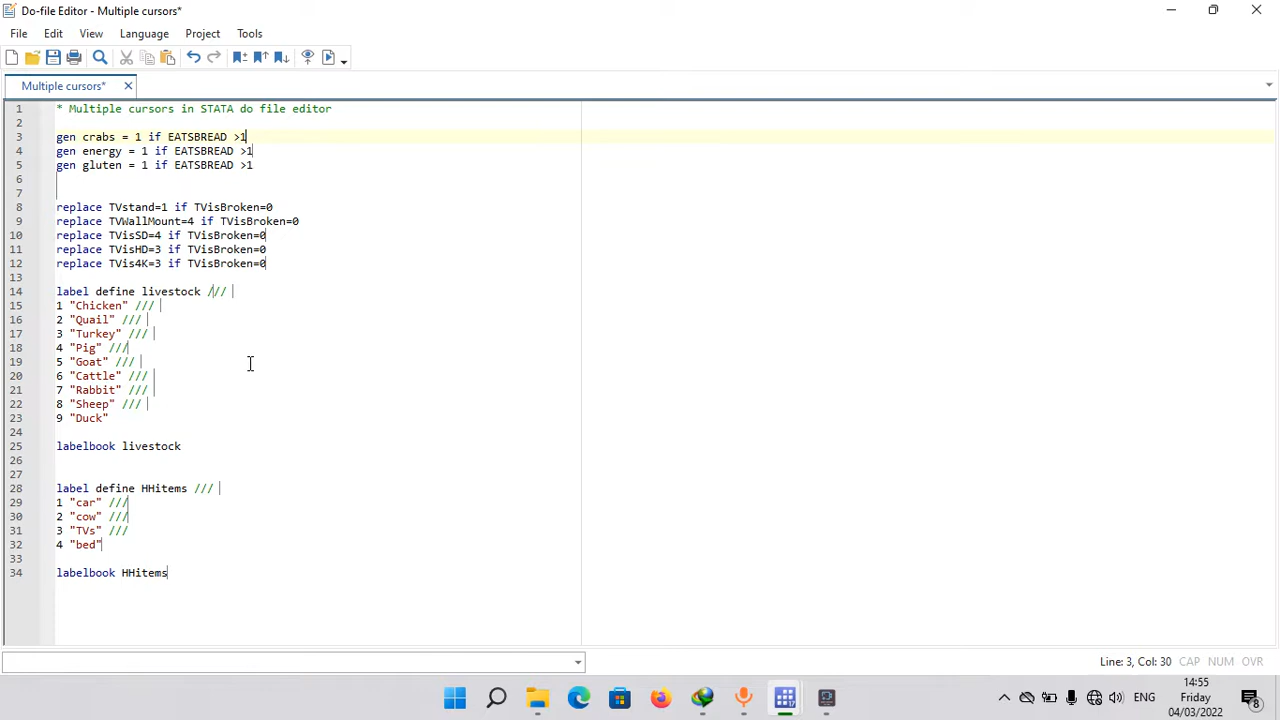 Do-file Editor - Multiple cursors*
File Edit View Language Project Tools
Multiple cursors*
1 * Multiple cursors in STATA do file editor
2
3 gen crabs = 1 if EATSBREAD >1
4 gen energy = 1 if EATSBREAD >1
5 gen gluten = 1 if EATSBREAD >1
6
7
8 replace TVstand=1 if TVisBroken=0
9 replace TVWallMount=4 if TVisBroken=0
10 replace TVisSD=4 if TVisBroken=0
11 replace TVisHD=3 if TVisBroken=0
12 replace TVis4K=3 if TVisBroken=0
13
14 label define livestock ///
15 1 "Chicken" ///
16 2 "Quail" ///
17 3 "Turkey" ///
18 4 "Pig" ///
19 5 "Goat" ///
20 6 "Cattle" ///
21 7 "Rabbit" ///
22 8 "Sheep" ///
23 9 "Duck"
24
25 labelbook livestock
26
27
28 label define HHitems ///
29 1 "car" ///
30 2 "cow" ///
31 3 "TVs" ///
32 4 "bed"
33
34 labelbook HHitems
Line: 3, Col: 30 CAP NUM OVR
ENG
14:55
Friday
04/03/2022
8
17